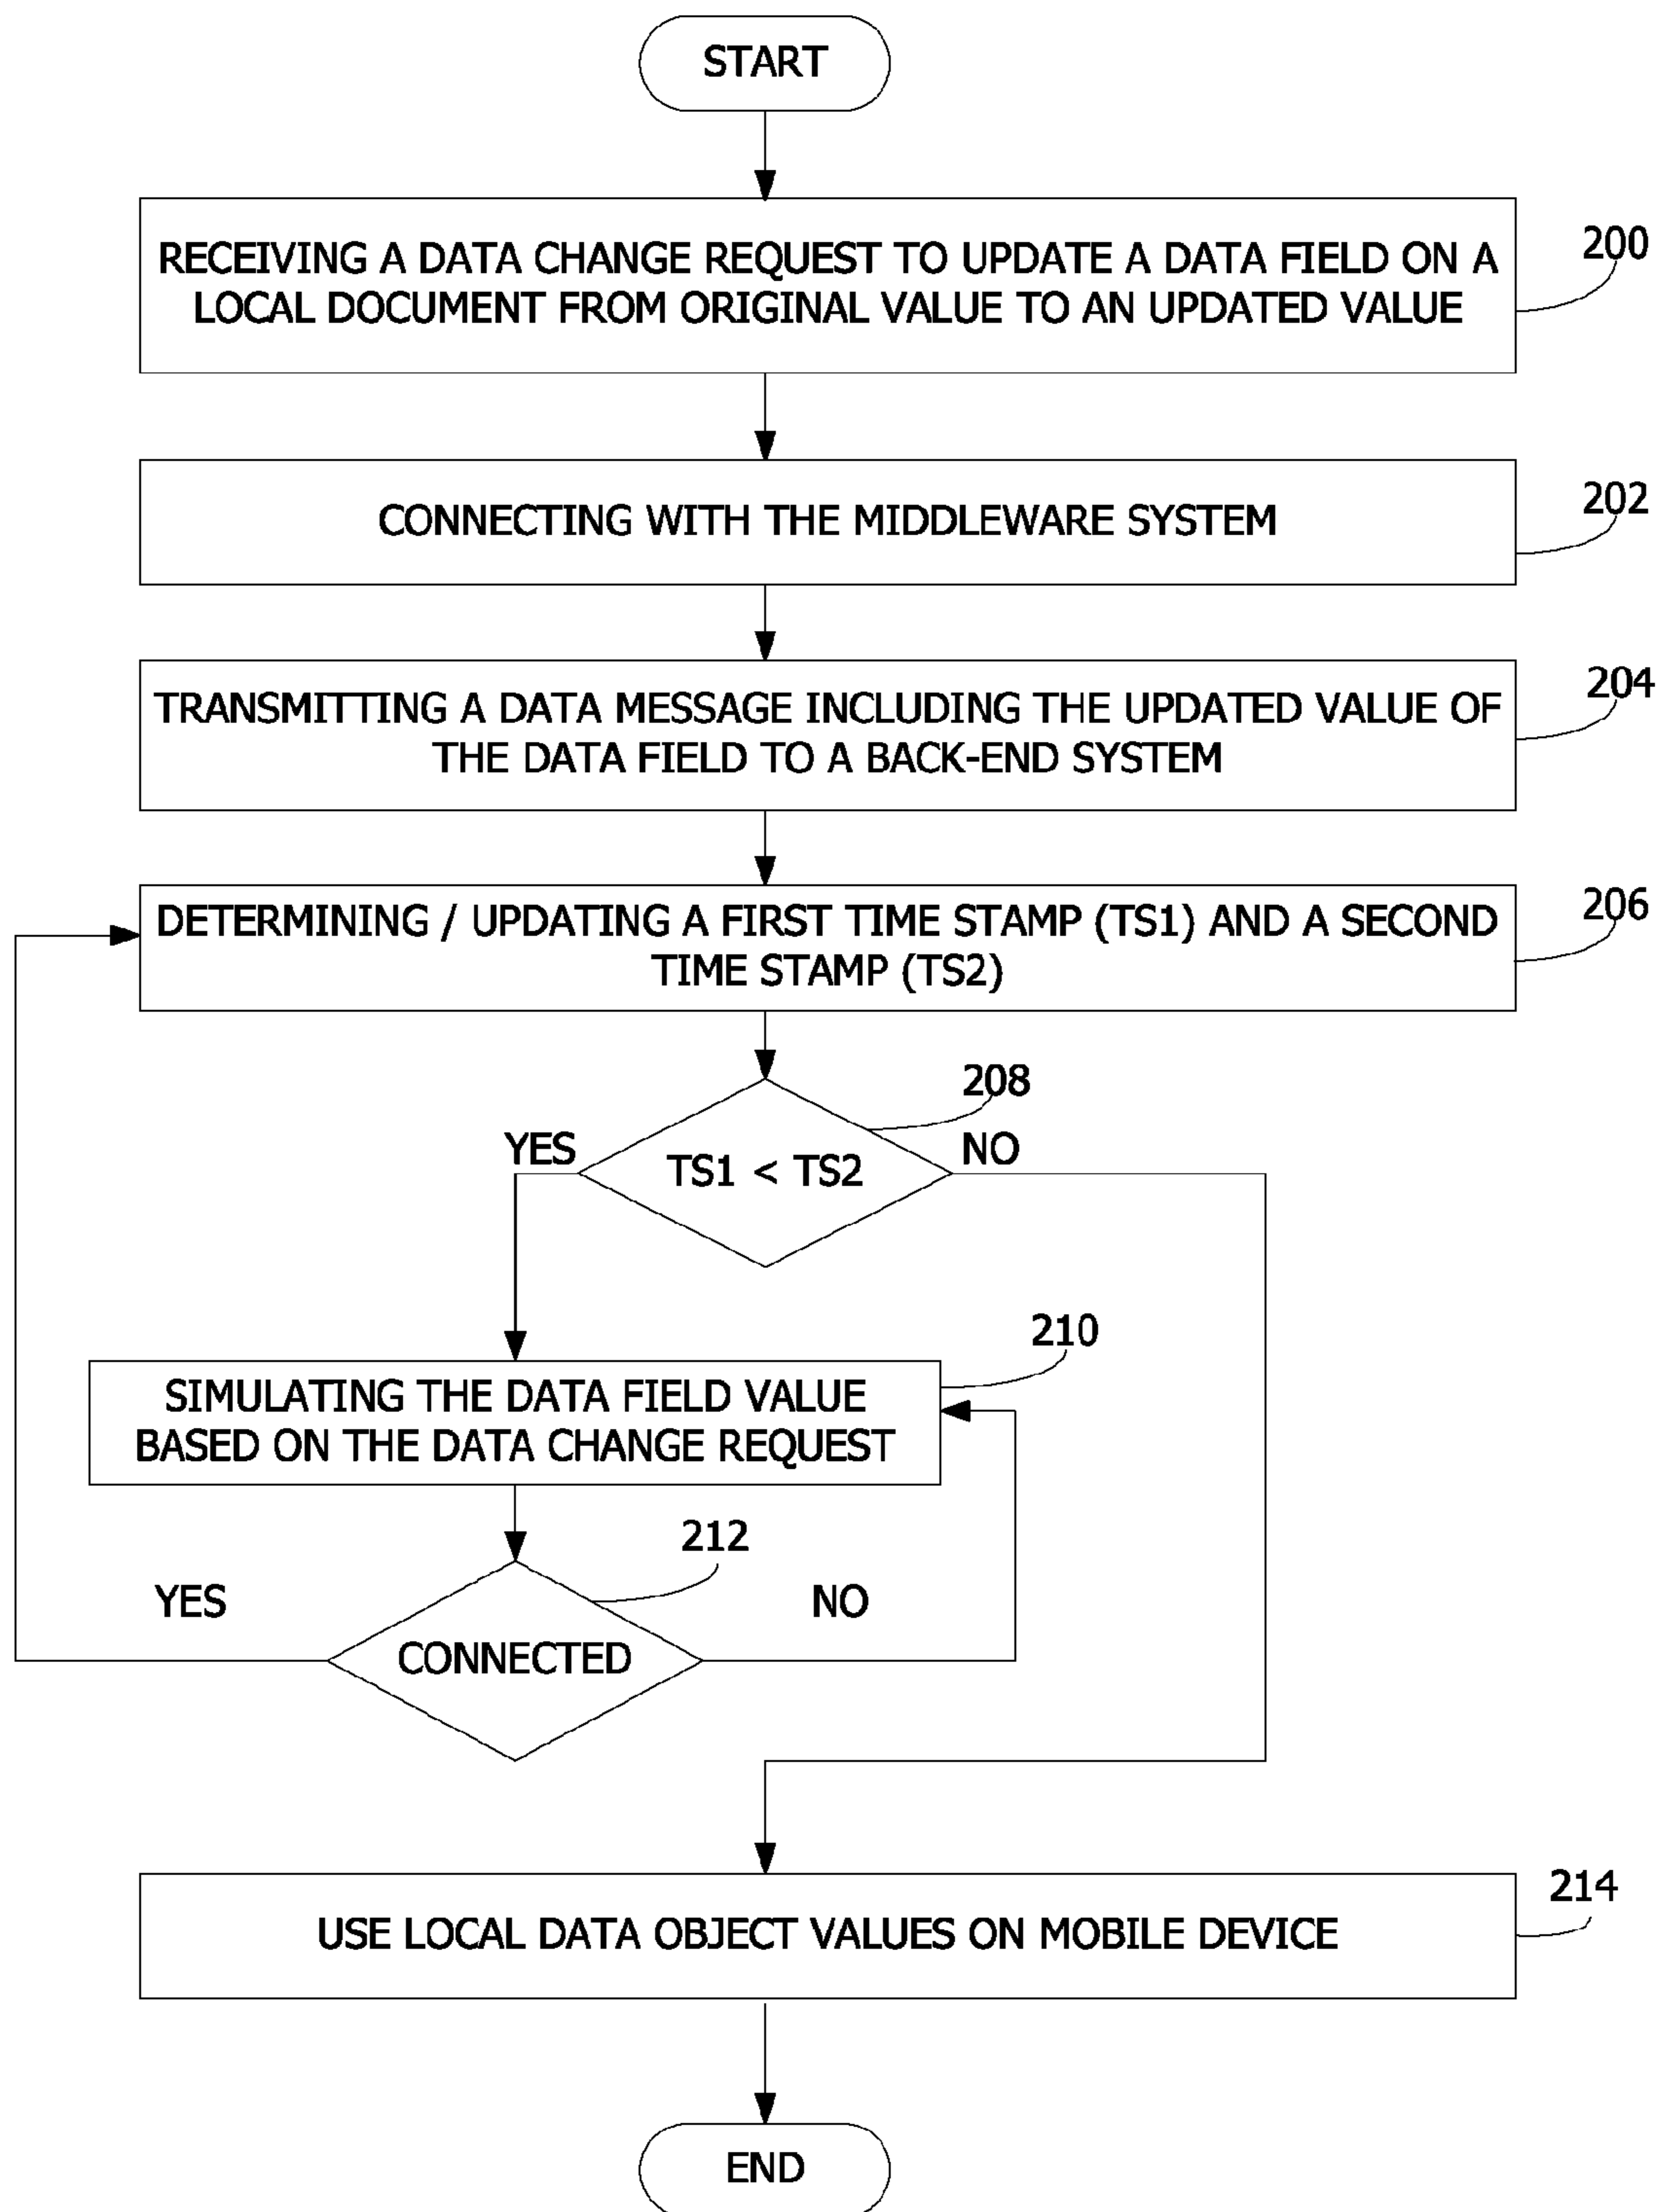 START
RECEIVING A DATA CHANGE REQUEST TO UPDATE A DATA FIELD ON A
LOCAL DOCUMENT FROM ORIGINAL VALUE TO AN UPDATED VALUE
200
CONNECTING WITH THE MIDDLEWARE SYSTEM
202
TRANSMITTING A DATA MESSAGE INCLUDING THE UPDATED VALUE OF
THE DATA FIELD TO A BACK-END SYSTEM
204
DETERMINING / UPDATING A FIRST TIME STAMP (TS1) AND A SECOND
TIME STAMP (TS2)
206
208
YES
TS1 < TS2
NO
210
SIMULATING THE DATA FIELD VALUE
BASED ON THE DATA CHANGE REQUEST
212
YES
NO
CONNECTED
214
USE LOCAL DATA OBJECT VALUES ON MOBILE DEVICE
END